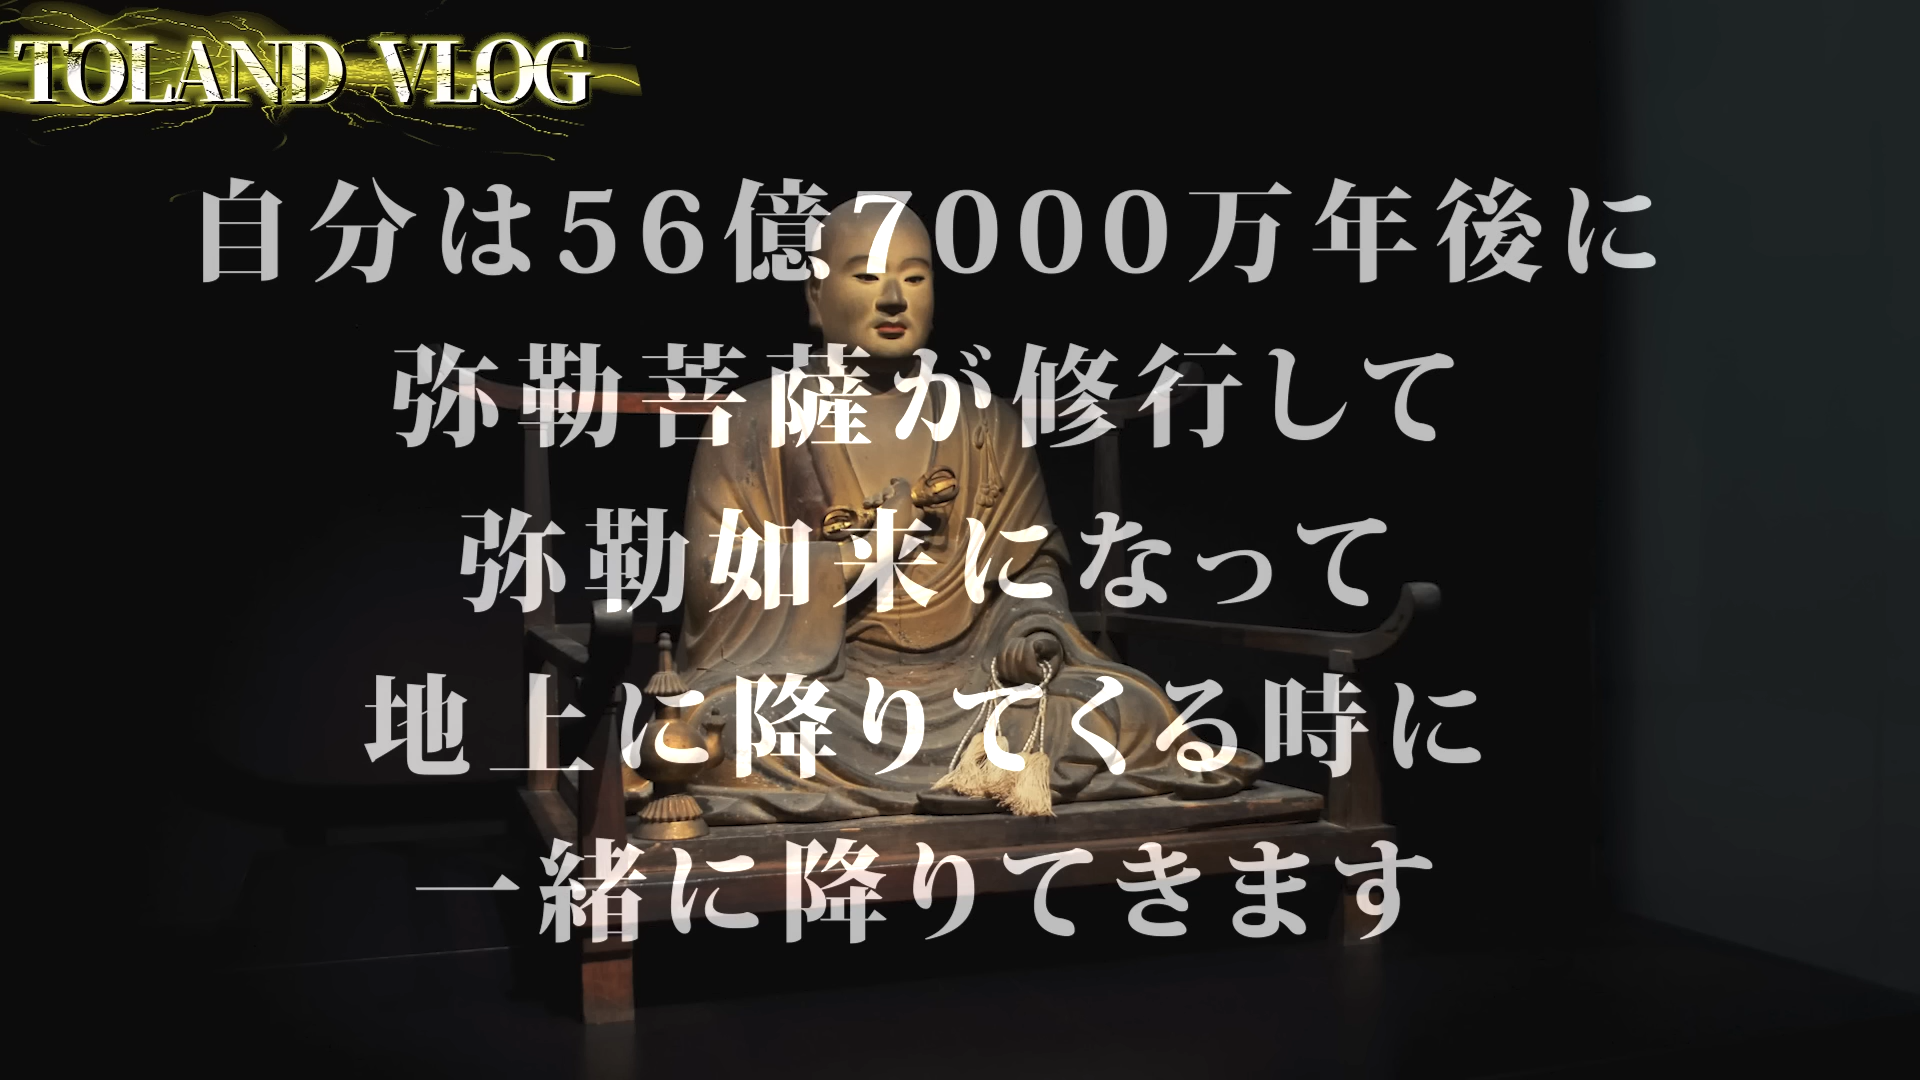 TOLAND VLOG
自分は56億7000万年後に
弥勒菩薩が修行して
弥勒如来になって
地上に降りてくる時に
一緒に降りてきます